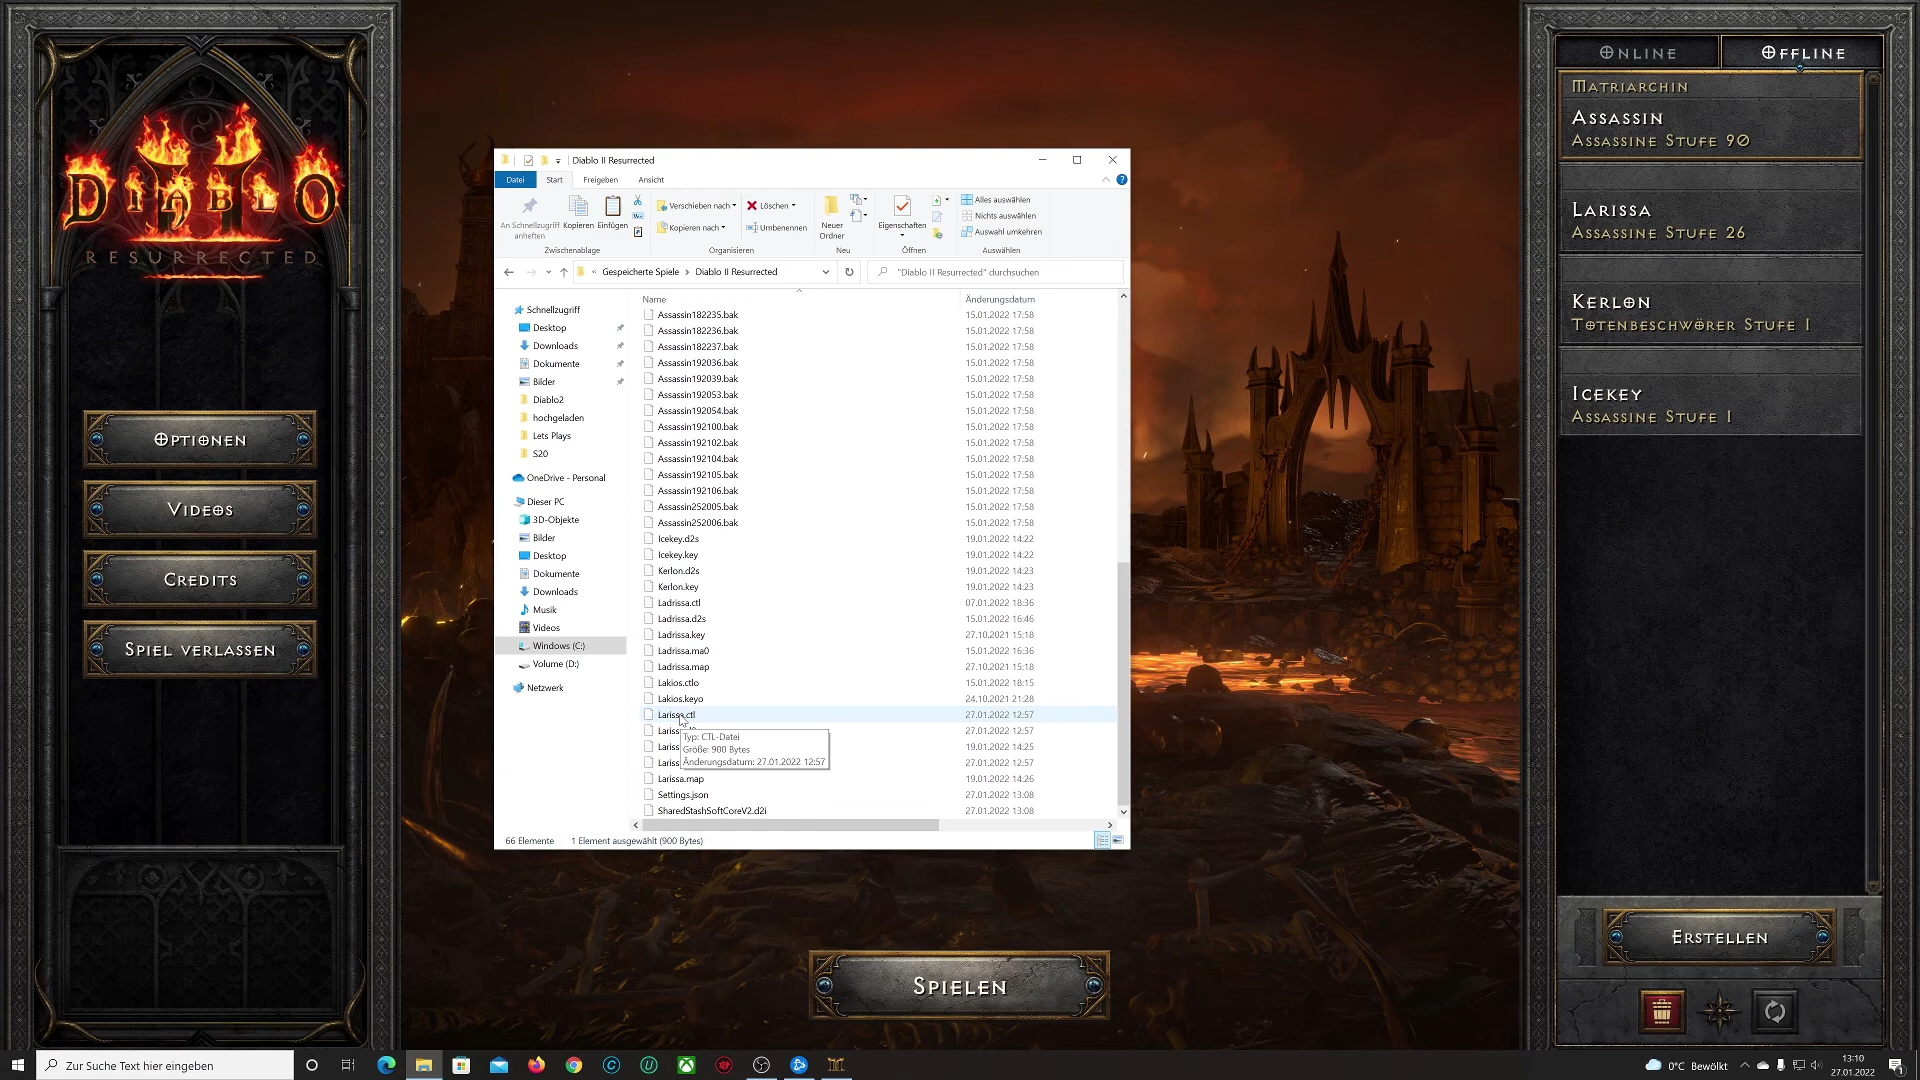 DIABLO II
RESURRECTED
Optionen
Videos
Credits
Spiel verlassen
Diablo II Resurrected
Datei Start Freigeben Ansicht
An Schnellzugriff anheften
Kopieren
Einfügen
Zwischenablage
Verschieben nach
Kopieren nach
Löschen
Umbenennen
Organisieren
Neuer Ordner
Neu
Eigenschaften
Öffnen
Alles auswählen
Nichts auswählen
Auswahl umkehren
Auswählen
« Gespeicherte Spiele > Diablo II Resurrected
"Diablo II Resurrected" durchsuchen
Schnellzugriff
Desktop
Downloads
Dokumente
Bilder
Diablo2
hochgeladen
Lets Plays
S20
OneDrive - Personal
Dieser PC
3D-Objekte
Bilder
Desktop
Dokumente
Downloads
Musik
Videos
Windows (C:)
Volume (D:)
Netzwerk
Name Änderungsdatum
Assassin182235.bak 15.01.2022 17:58
Assassin182236.bak 15.01.2022 17:58
Assassin182237.bak 15.01.2022 17:58
Assassin192036.bak 15.01.2022 17:58
Assassin192039.bak 15.01.2022 17:58
Assassin192053.bak 15.01.2022 17:58
Assassin192054.bak 15.01.2022 17:58
Assassin192100.bak 15.01.2022 17:58
Assassin192102.bak 15.01.2022 17:58
Assassin192104.bak 15.01.2022 17:58
Assassin192105.bak 15.01.2022 17:58
Assassin192106.bak 15.01.2022 17:58
Assassin252005.bak 15.01.2022 17:58
Assassin252006.bak 15.01.2022 17:58
Icekey.d2s 19.01.2022 14:22
Icekey.key 19.01.2022 14:22
Kerlon.d2s 19.01.2022 14:23
Kerlon.key 19.01.2022 14:23
Ladrissa.ctl 07.01.2022 18:36
Ladrissa.d2s 15.01.2022 16:46
Ladrissa.key 27.10.2021 15:18
Ladrissa.ma0 15.01.2022 16:36
Ladrissa.map 27.10.2021 15:18
Lakios.ctlo 15.01.2022 18:15
Lakios.keyo 24.10.2021 21:28
Larissa.ctl 27.01.2022 12:57
Lariss 27.01.2022 12:57
Lariss 19.01.2022 14:25
Lariss 27.01.2022 12:57
Larissa.map 19.01.2022 14:26
Settings.json 27.01.2022 13:08
SharedStashSoftCoreV2.d2i 27.01.2022 13:08
Typ: CTL-Datei
Größe: 900 Bytes
Änderungsdatum: 27.01.2022 12:57
66 Elemente 1 Element ausgewählt (900 Bytes)
Spielen
Online Offline
Matriarchin
Assassin
Assassine Stufe 90
Larissa
Assassine Stufe 26
Kerlon
Totenbeschwörer Stufe 1
Icekey
Assassine Stufe 1
Erstellen
Zur Suche Text hier eingeben
0°C Bewölkt
13:10
27.01.2022
1